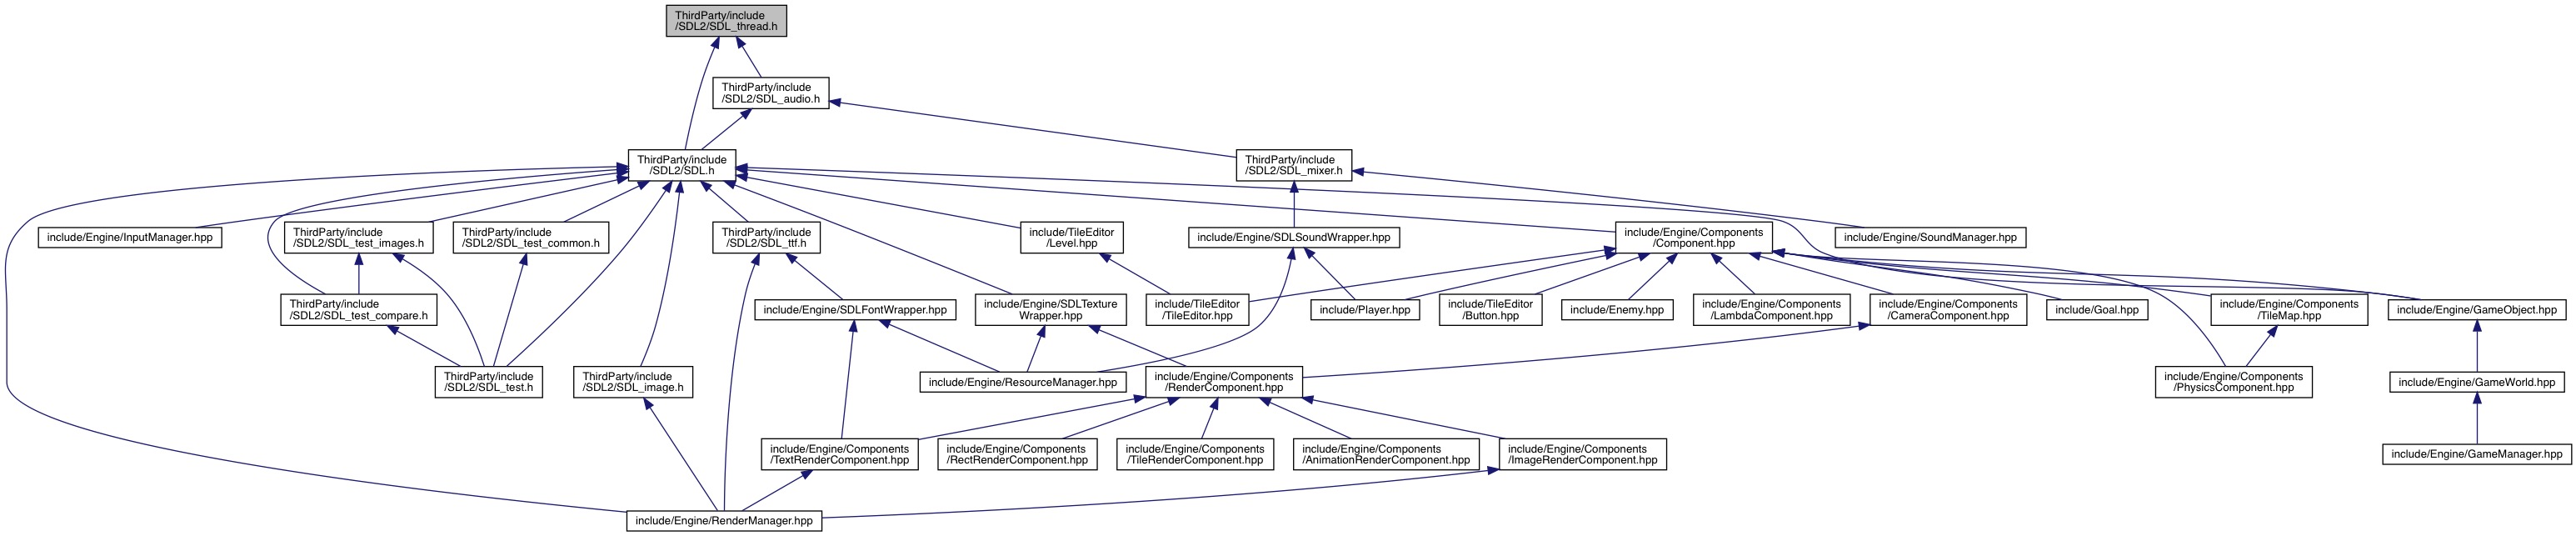 ThirdParty/include
/SDL2/SDL_thread.h
ThirdParty/include
/SDL2/SDL_audio.h
ThirdParty/include
/SDL2/SDL.h
ThirdParty/include
/SDL2/SDL_mixer.h
include/Engine/InputManager.hpp
ThirdParty/include
/SDL2/SDL_test_images.h
ThirdParty/include
/SDL2/SDL_test_common.h
ThirdParty/include
/SDL2/SDL_ttf.h
include/TileEditor
/Level.hpp
include/Engine/SDLSoundWrapper.hpp
include/Engine/Components
/Component.hpp
include/Engine/SoundManager.hpp
ThirdParty/include
/SDL2/SDL_test_compare.h
include/Engine/SDLFontWrapper.hpp
include/Engine/SDLTexture
Wrapper.hpp
include/TileEditor
/TileEditor.hpp
include/Player.hpp
include/TileEditor
/Button.hpp
include/Enemy.hpp
include/Engine/Components
/LambdaComponent.hpp
include/Engine/Components
/CameraComponent.hpp
include/Goal.hpp
include/Engine/Components
/TileMap.hpp
include/Engine/GameObject.hpp
ThirdParty/include
/SDL2/SDL_test.h
ThirdParty/include
/SDL2/SDL_image.h
include/Engine/ResourceManager.hpp
include/Engine/Components
/RenderComponent.hpp
include/Engine/Components
/PhysicsComponent.hpp
include/Engine/GameWorld.hpp
include/Engine/Components
/TextRenderComponent.hpp
include/Engine/Components
/RectRenderComponent.hpp
include/Engine/Components
/TileRenderComponent.hpp
include/Engine/Components
/AnimationRenderComponent.hpp
include/Engine/Components
/ImageRenderComponent.hpp
include/Engine/GameManager.hpp
include/Engine/RenderManager.hpp